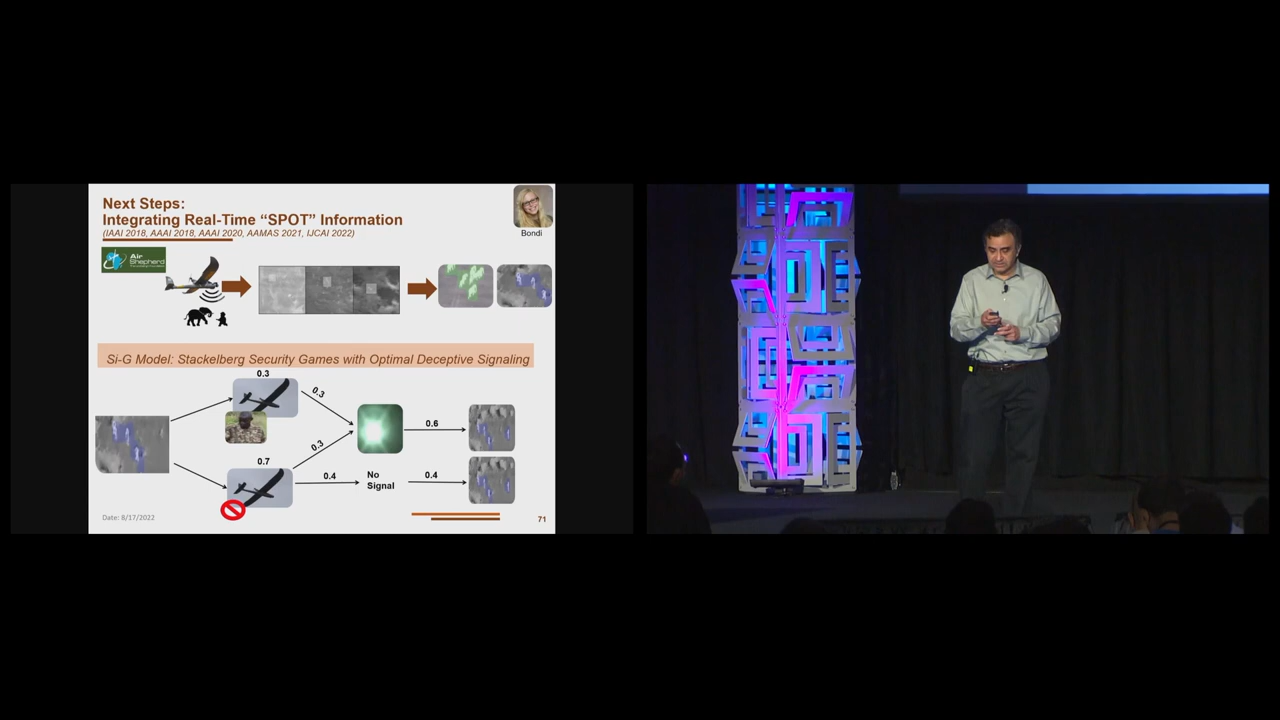 Next Steps:
Integrating Real-Time “SPOT” Information
(IAAI 2018, AAAI 2018, AAAI 2020, AAMAS 2021, IJCAI 2022)
Bondi
Air
Shepherd
Si-G Model: Stackelberg Security Games with Optimal Deceptive Signaling
0.3
0.3
0.6
0.3
0.7
0.4
No
Signal
0.4
Date: 8/17/2022
71